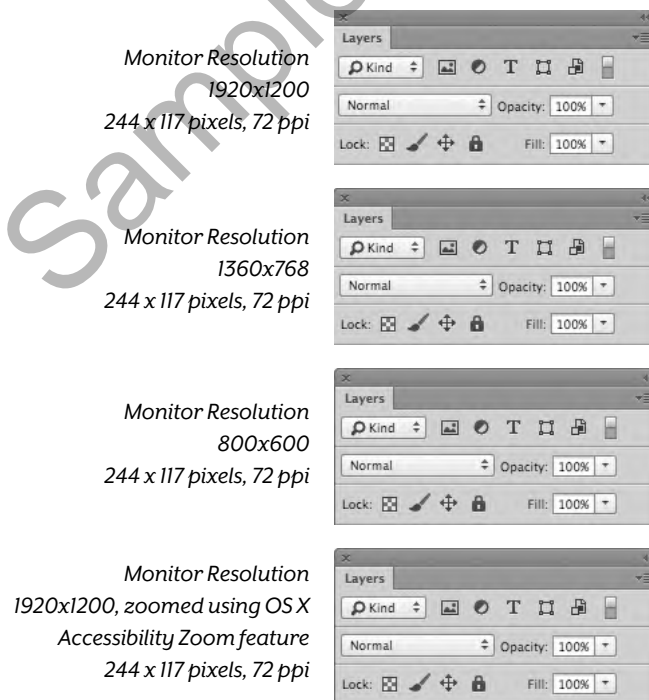 Sample
Monitor Resolution
1920x1200
244 x 117 pixels, 72 ppi
Layers
Kind
Normal Opacity: 100%
Lock: Fill: 100%
Monitor Resolution
1360x768
244 x 117 pixels, 72 ppi
Layers
Kind
Normal Opacity: 100%
Lock: Fill: 100%
Monitor Resolution
800x600
244 x 117 pixels, 72 ppi
Layers
Kind
Normal Opacity: 100%
Lock: Fill: 100%
Monitor Resolution
1920x1200, zoomed using OS X
Accessibility Zoom feature
244 x 117 pixels, 72 ppi
Layers
Kind
Normal Opacity: 100%
Lock: Fill: 100%